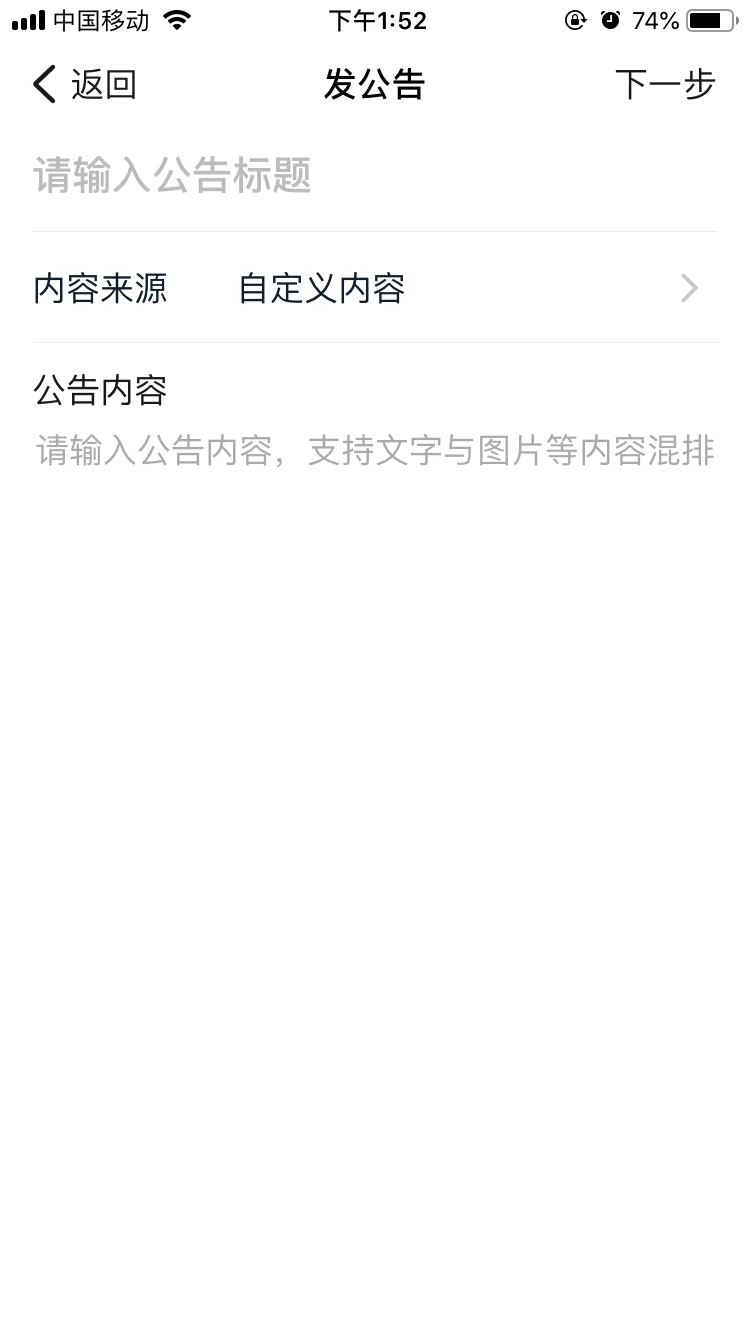 中国移动 下午1:52 74%
返回 发公告 下一步
请输入公告标题
内容来源 自定义内容
公告内容
请输入公告内容，支持文字与图片等内容混排